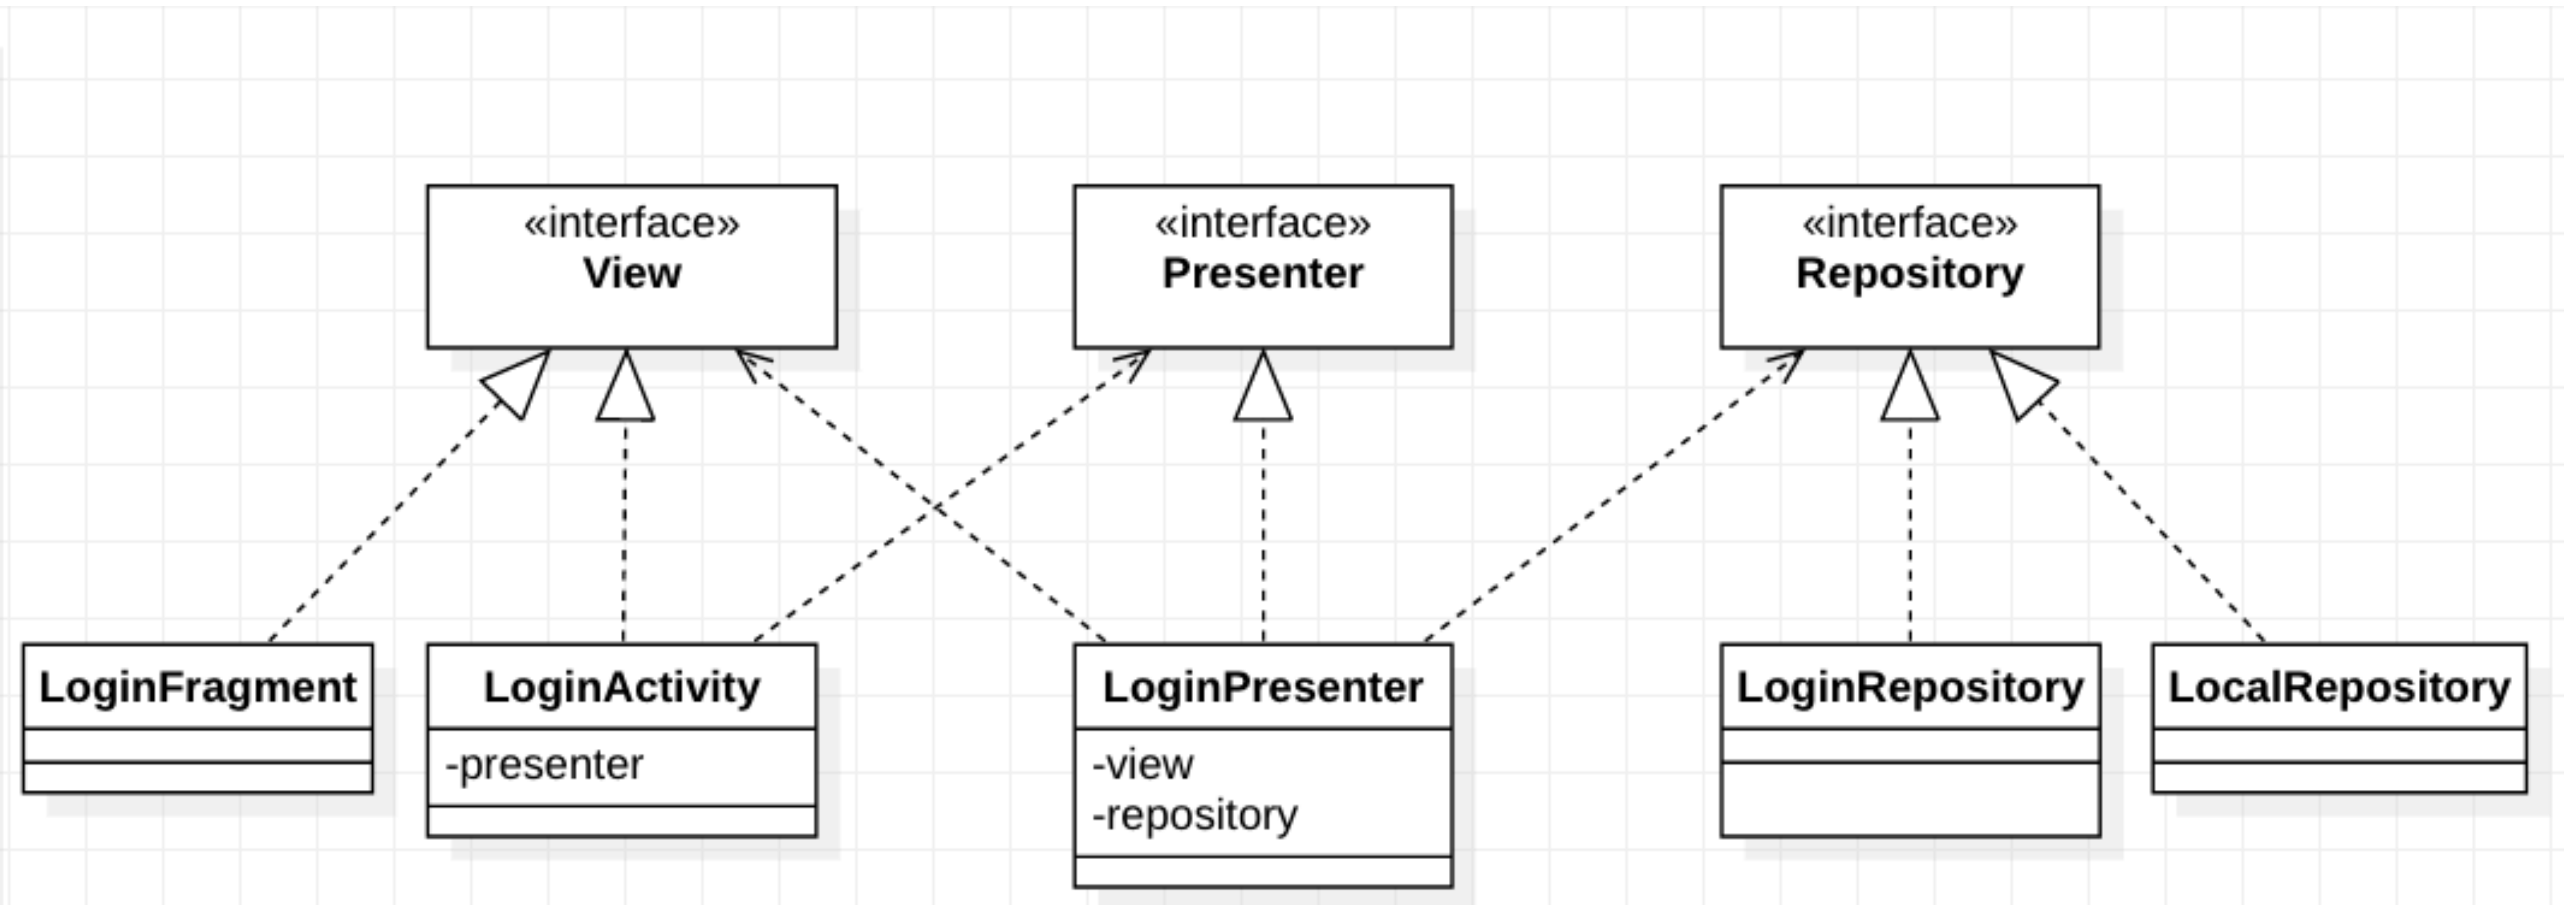 «interface»
View
«interface»
Presenter
«interface»
Repository
LoginFragment
LoginActivity
-presenter
LoginPresenter
-view
-repository
LoginRepository
LocalRepository